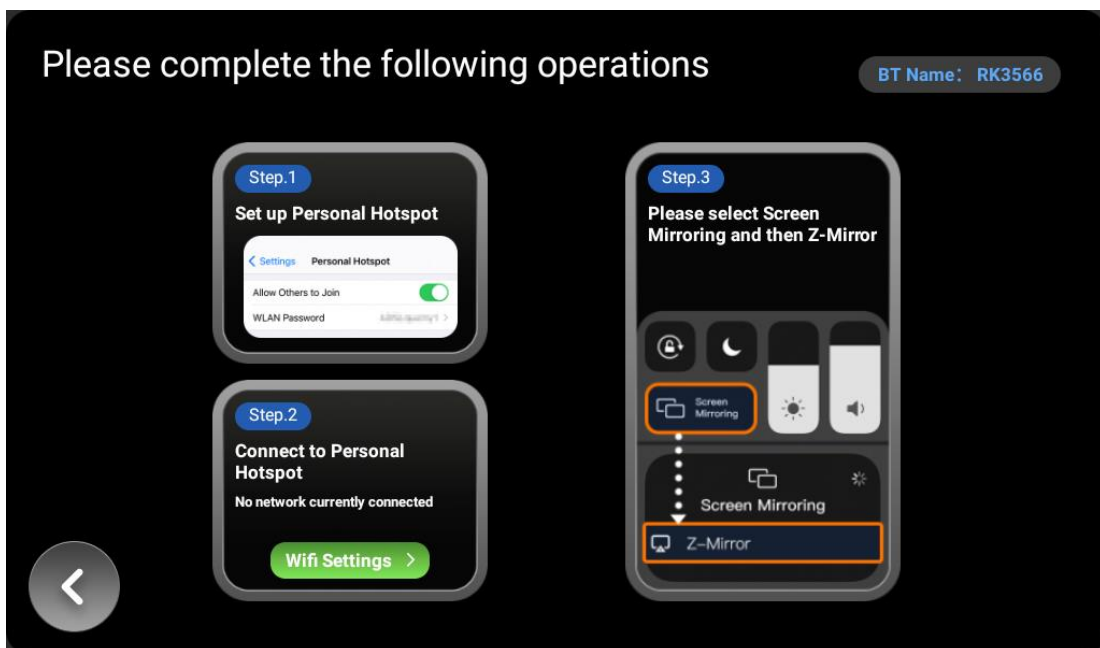 Please complete the following operations
BT Name： RK3566
Step.1
Set up Personal Hotspot
Settings Personal Hotspot
Allow Others to Join
WLAN Password
Step.2
Connect to Personal
Hotspot
No network currently connected
Wifi Settings
Step.3
Please select Screen
Mirroring and then Z-Mirror
Screen
Mirroring
Screen Mirroring
Z-Mirror